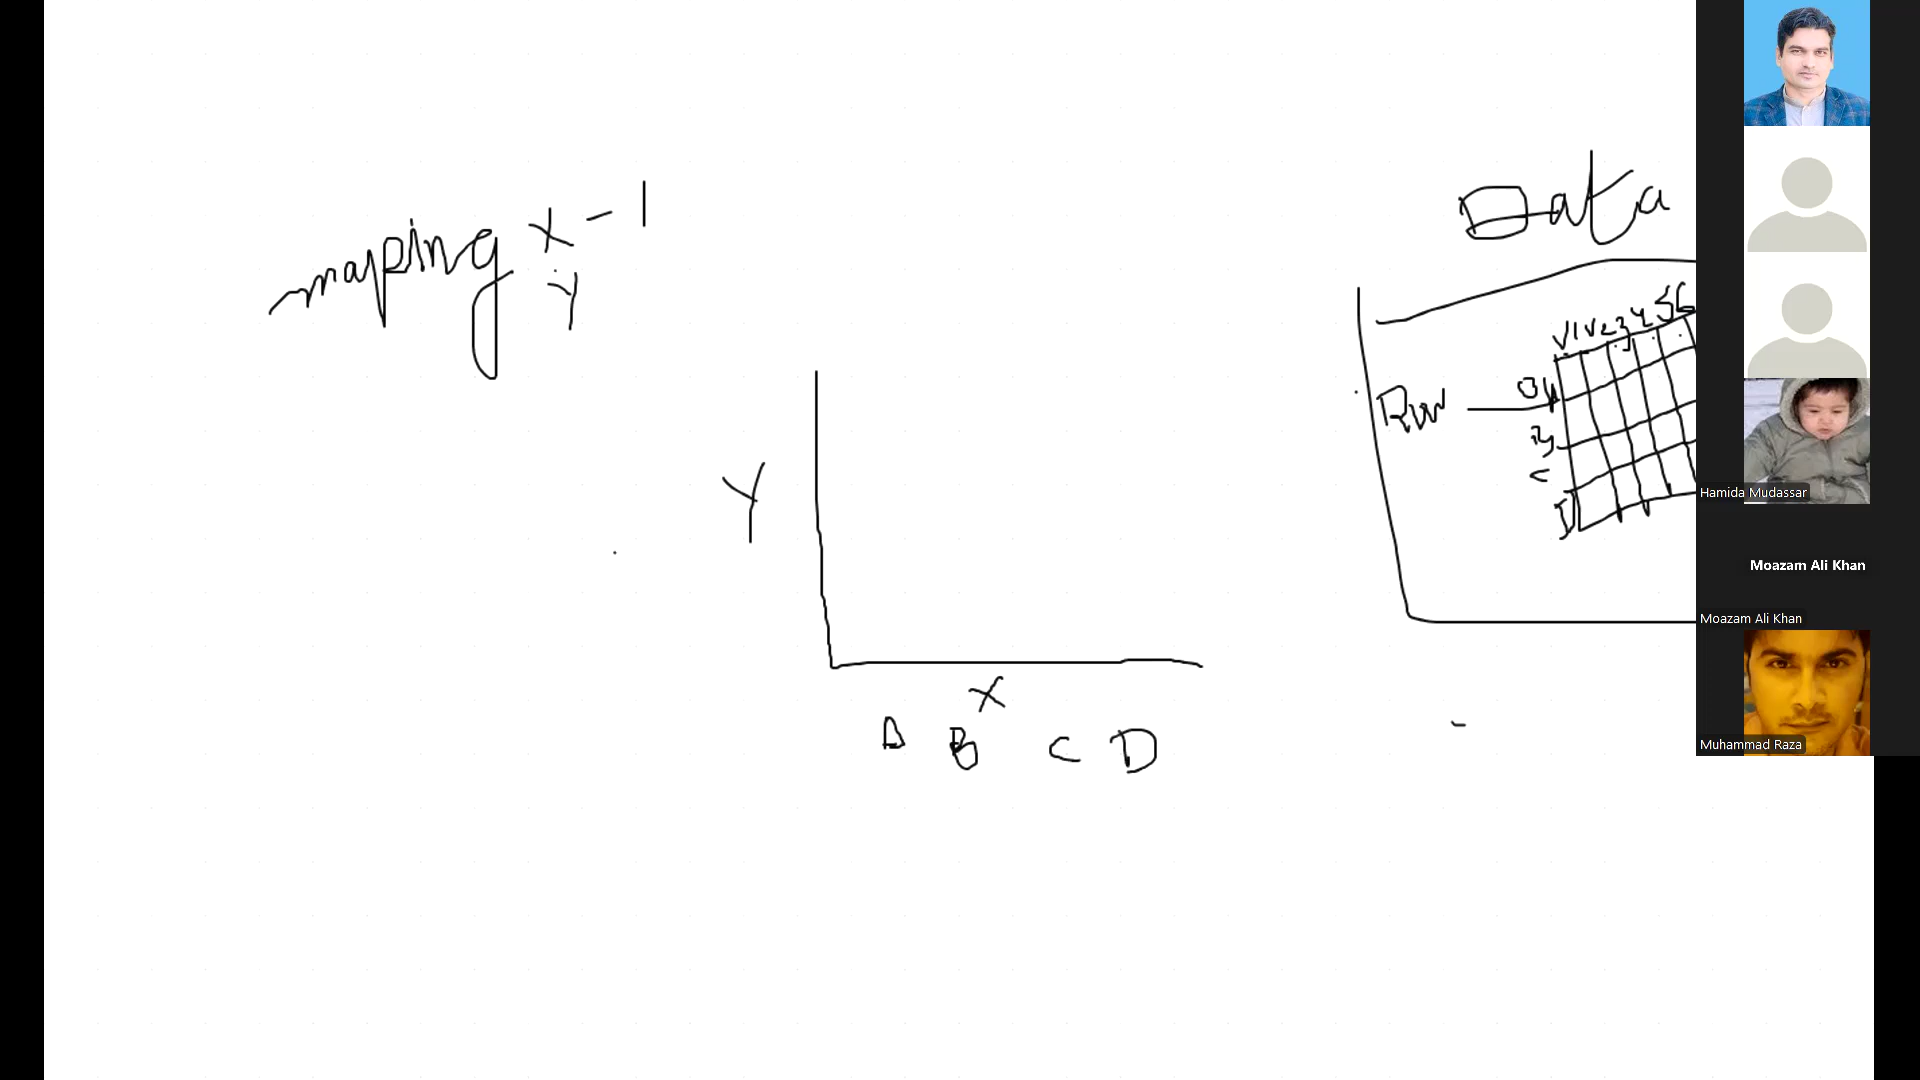 maping X - 1
Y
Y
X
A B C D
Data
V1 V2 3 4 5 6
Row
B
C
D
Hamida Mudassar
Moazam Ali Khan
Moazam Ali Khan
Muhammad Raza